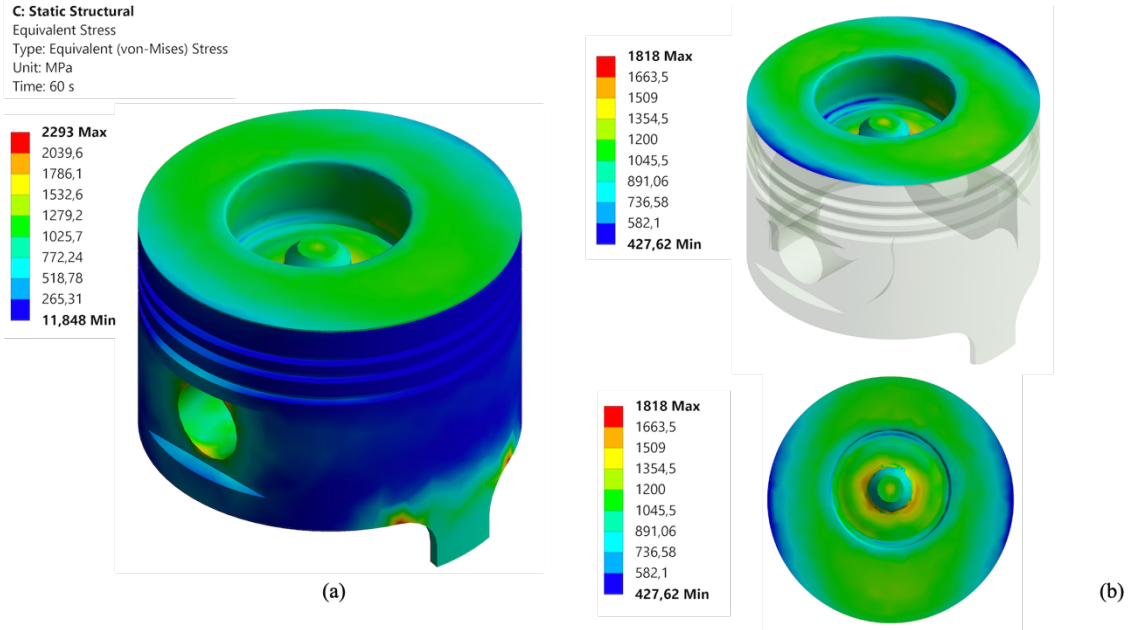 C: Static Structural
Equivalent Stress
Type: Equivalent (von-Mises) Stress
Unit: MPa
Time: 60 s
2293 Max
2039,6
1786,1
1532,6
1279,2
1025,7
772,24
518,78
265,31
11,848 Min
(a)
1818 Max
1663,5
1509
1354,5
1200
1045,5
891,06
736,58
582,1
427,62 Min
1818 Max
1663,5
1509
1354,5
1200
1045,5
891,06
736,58
582,1
427,62 Min
(b)